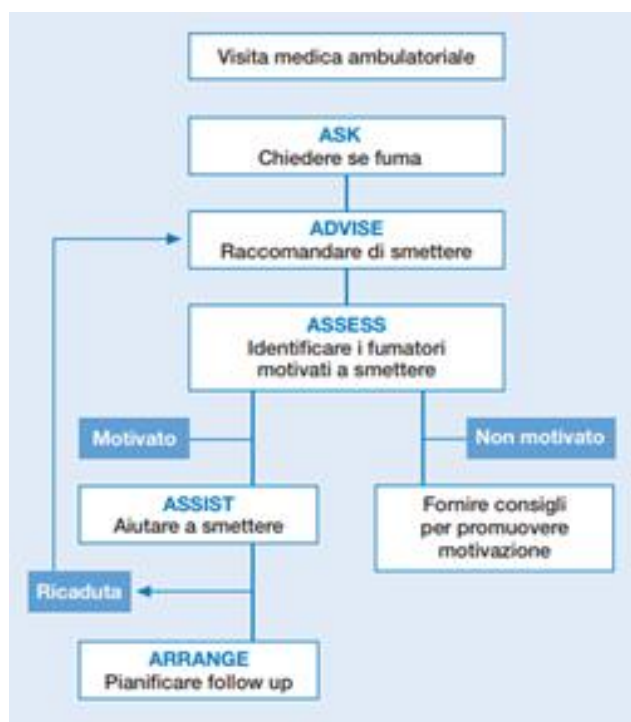 Visita medica ambulatoriale
ASK
Chiedere se fuma
ADVISE
Raccomandare di smettere
ASSESS
Identificare i fumatori
motivati a smettere
Motivato
Non motivato
ASSIST
Aiutare a smettere
Fornire consigli
per promuovere
motivazione
Ricaduta
ARRANGE
Pianificare follow up